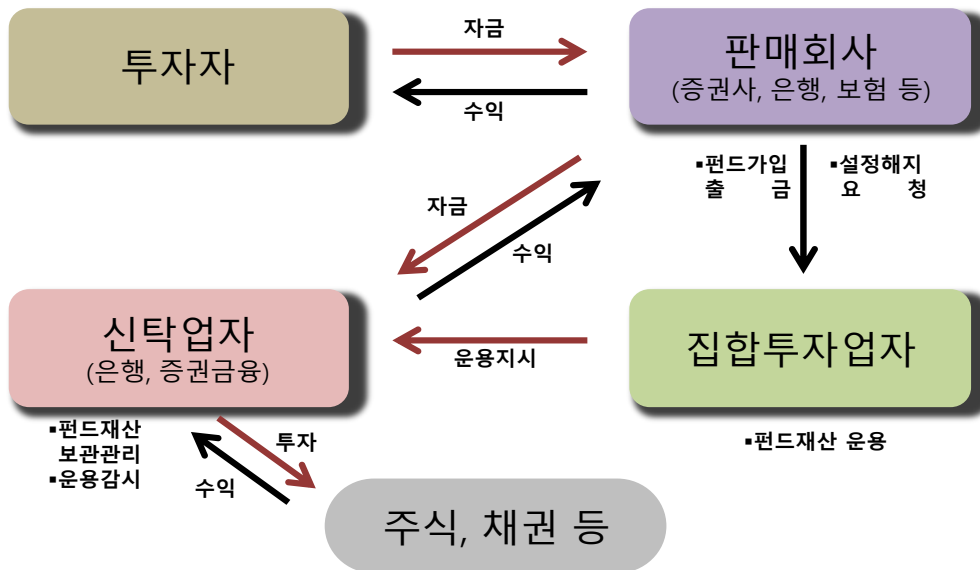 투자자
자금
수익
판매회사
(증권사, 은행, 보험 등)
▪펀드가입
출 금
▪설정해지
요 청
자금
수익
신탁업자
(은행, 증권금융)
운용지시
집합투자업자
▪펀드재산
보관관리
▪운용감시
투자
수익
▪펀드재산 운용
주식, 채권 등